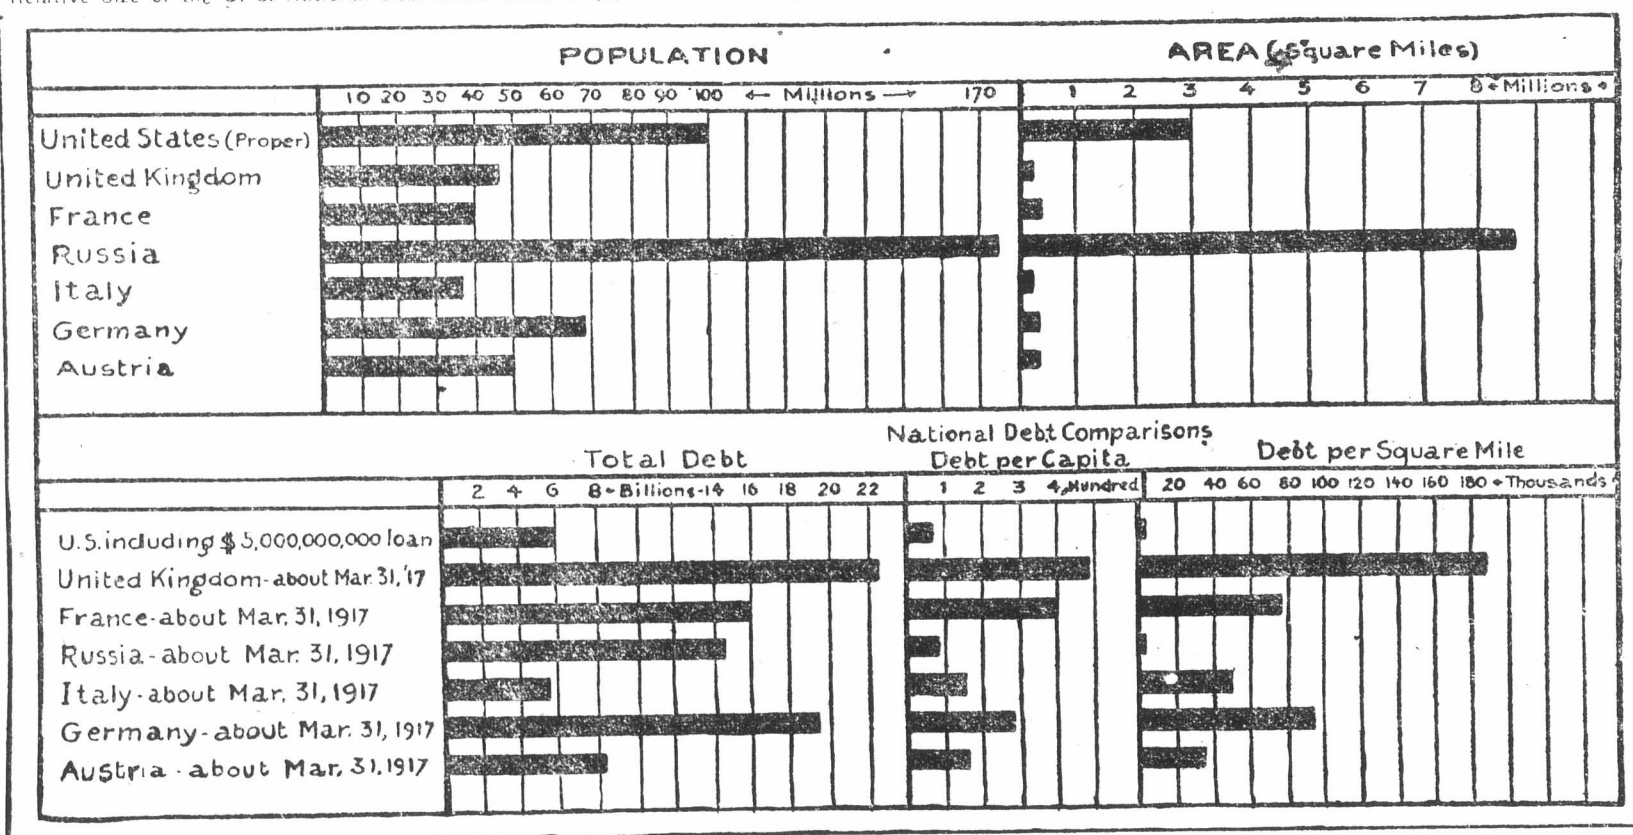 Relative Size of the U. S. National
POPULATION AREA (Square Miles)
10 20 30 40 50 60 70 80 90 100 ← Millions → 170 1 2 3 4 5 6 7 8 Millions
United States (Proper)
United Kingdom
France
Russia
Italy
Germany
Austria
National Debt Comparisons
Total Debt Debt per Capita Debt per Square Mile
2 4 6 8 - Billions - 14 16 18 20 22 1 2 3 4, Hundred 20 40 60 80 100 120 140 160 180 Thousands
U.S. including $5,000,000,000 loan
United Kingdom - about Mar. 31, '17
France - about Mar. 31, 1917
Russia - about Mar. 31, 1917
Italy - about Mar. 31, 1917
Germany - about Mar. 31, 1917
Austria - about Mar. 31, 1917